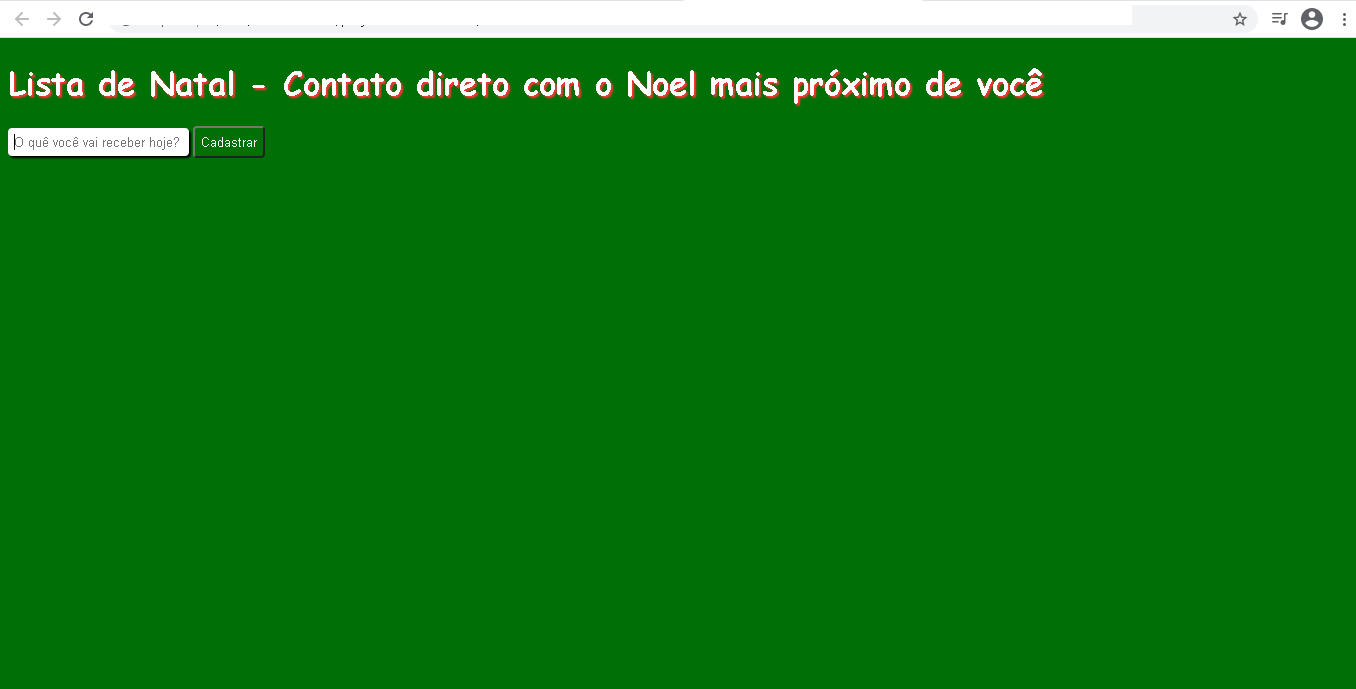 Lista de Natal - Contato direto com o Noel mais próximo de você
O quê você vai receber hoje? Cadastrar